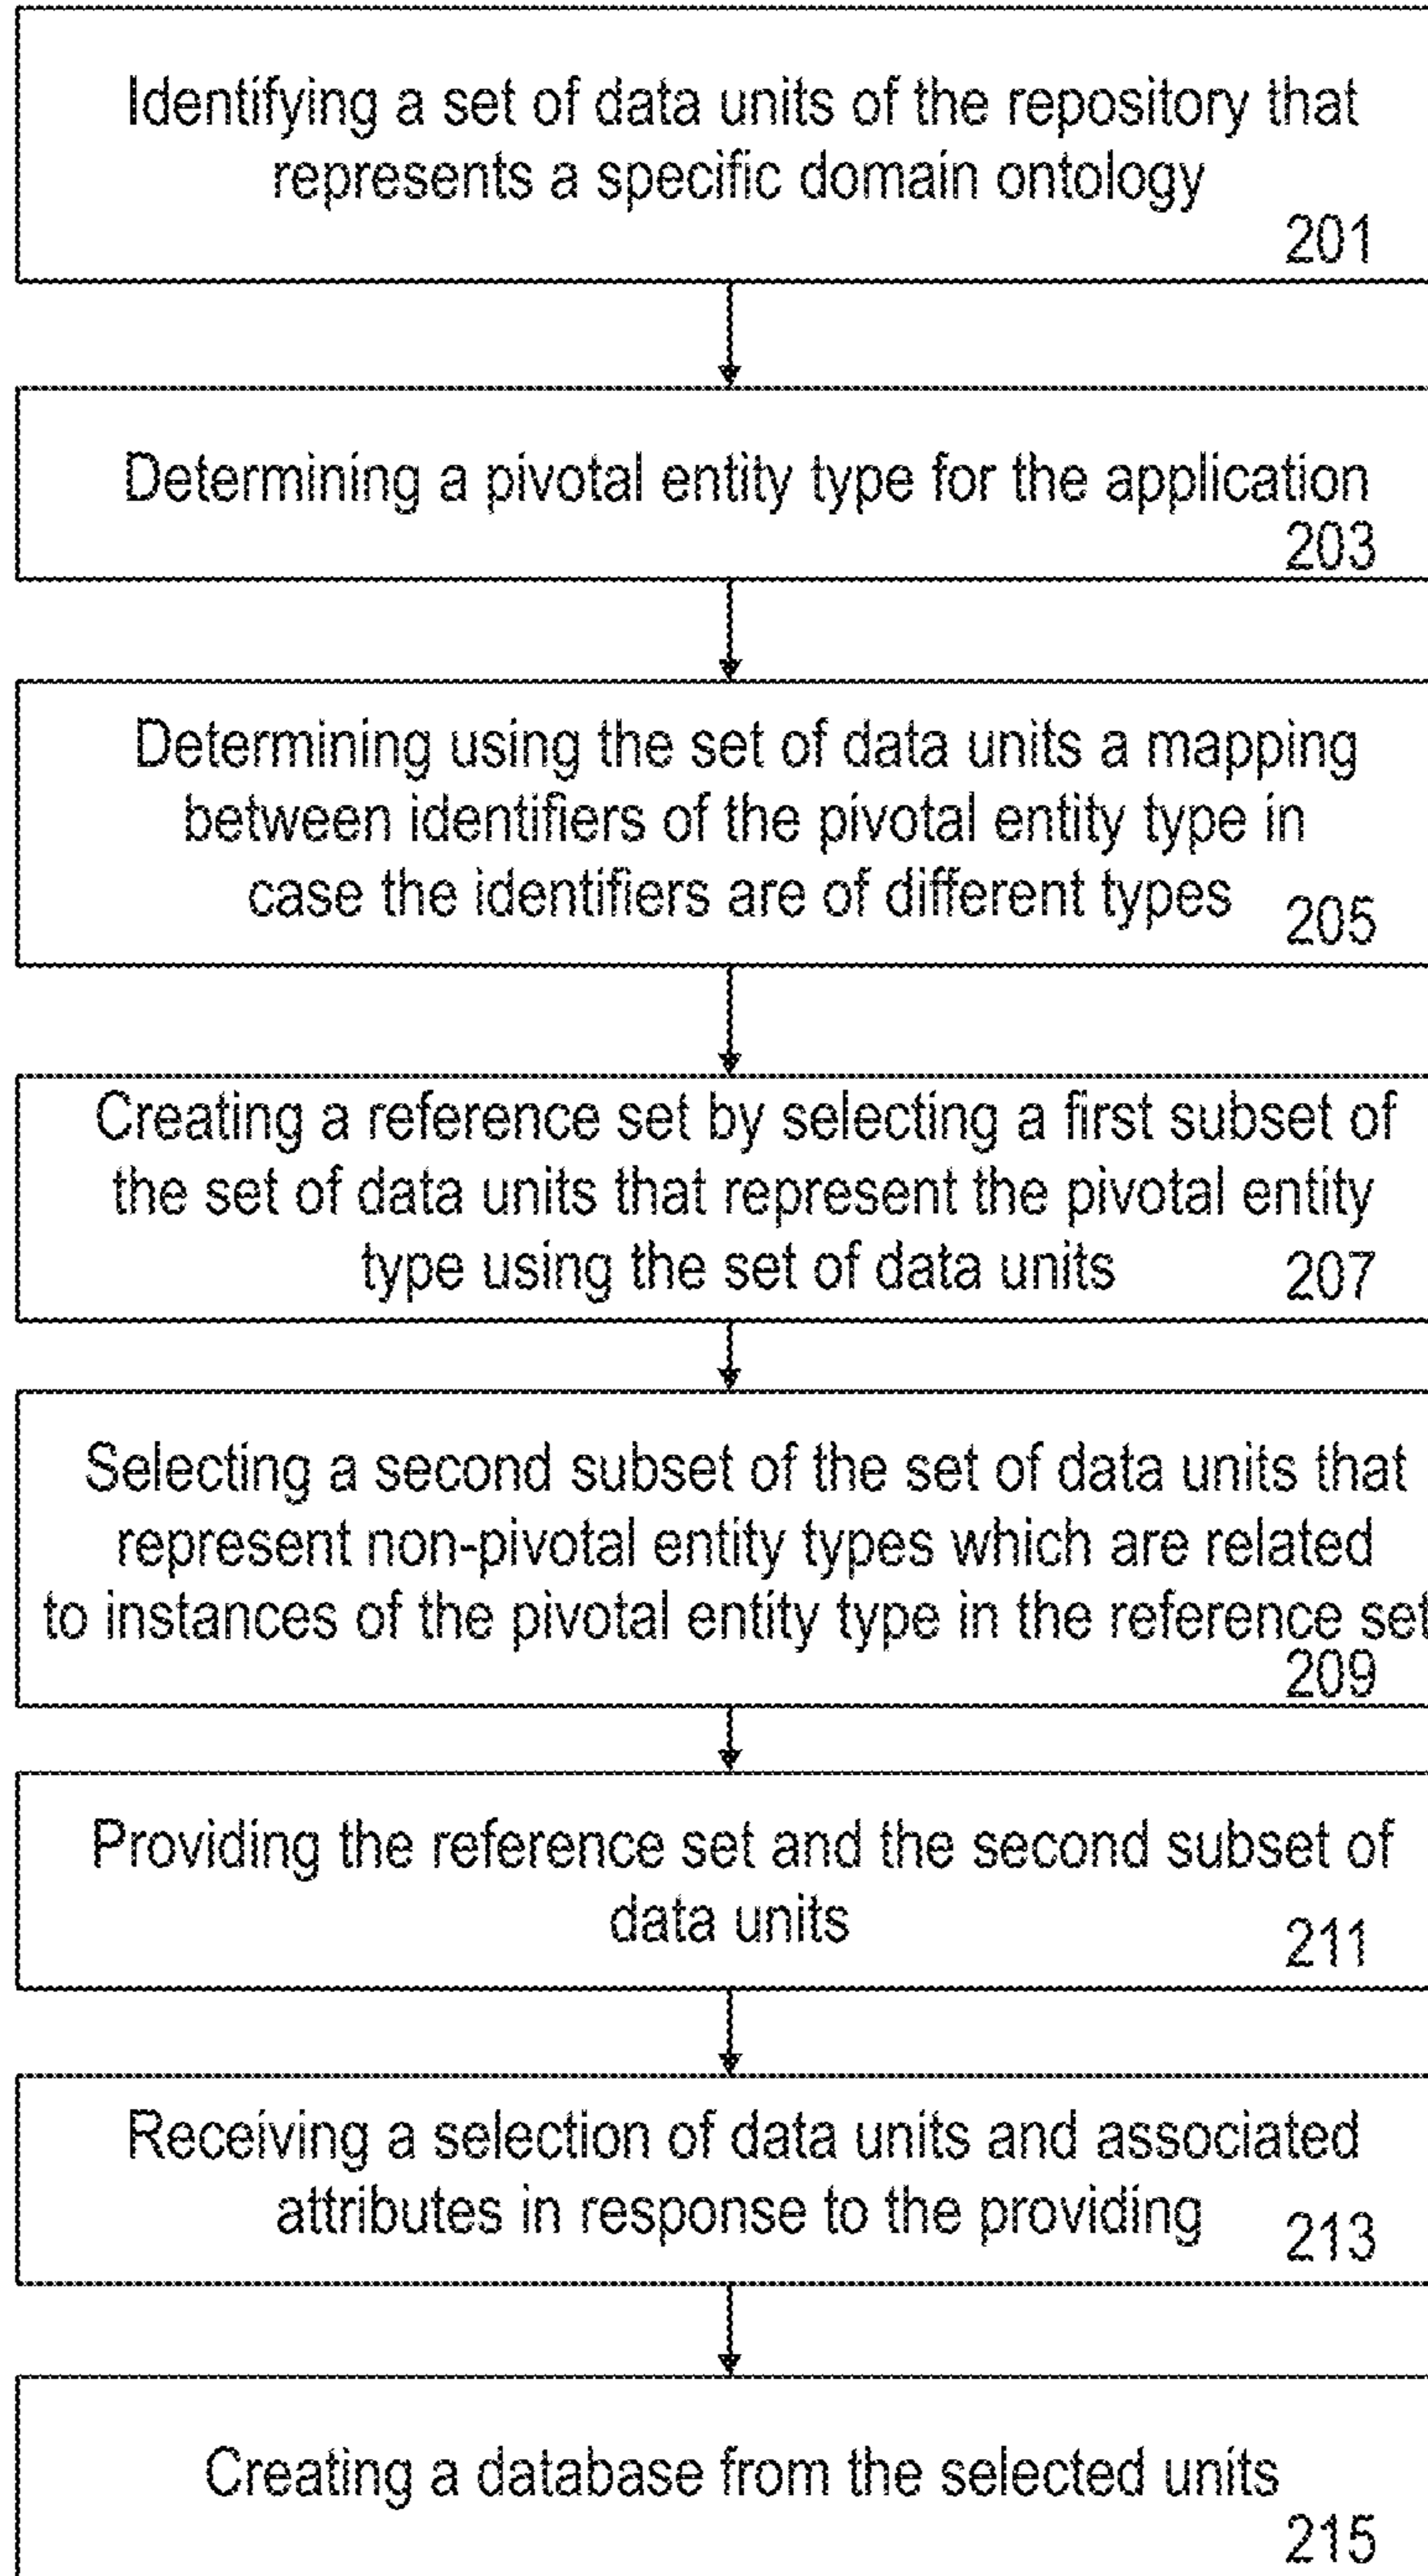 Identifying a set of data units of the repository that
represents a specific domain ontology
201
Determining a pivotal entity type for the application
203
Determining using the set of data units a mapping
between identifiers of the pivotal entity type in
case the identifiers are of different types
205
Creating a reference set by selecting a first subset of
the set of data units that represent the pivotal entity
type using the set of data units
207
Selecting a second subset of the set of data units that
represent non-pivotal entity types which are related
to instances of the pivotal entity type in the reference set
209
Providing the reference set and the second subset of
data units
211
Receiving a selection of data units and associated
attributes in response to the providing
213
Creating a database from the selected units
215